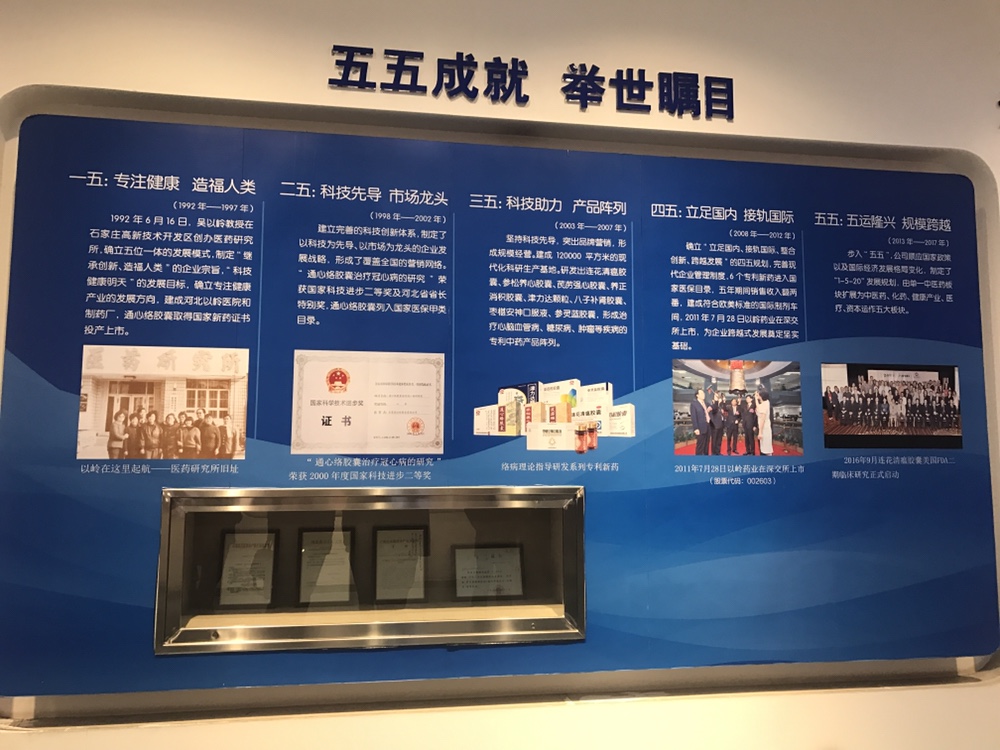 五五成就 举世瞩目
一五: 专注健康 造福人类
(1992年——1997年)
1992年6月16日，吴以岭教授在
石家庄高新技术开发区创办医药研究
所,确立五位一体的发展模式,制定"继
承创新、造福人类"的企业宗旨，"科技
健康明天"的发展目标，确立专注健康
产业的发展方向，建成河北以岭医院和
制药厂，通心络胶囊取得国家新药证书
投产上市。
医药研究院
以岭在这里起航——医药研究所旧址
二五: 科技先导 市场龙头
(1998年——2002年)
建立完善的科技创新体系,制定了
以科技为先导、以市场为龙头的企业发
展战略，形成了覆盖全国的营销网络。
"通心络胶囊治疗冠心病的研究"荣
获国家科技进步二等奖及河北省省长
特别奖,通心络胶囊列入国家医保甲类
目录。
国家科学技术进步奖
证书
"通心络胶囊治疗冠心病的研究"
荣获2000年度国家科技进步二等奖
三五: 科技助力 产品阵列
(2003年——2007年)
坚持科技先导，突出品牌营销，形
成规模经营。建成120000平方米的现
代化科研生产基地。研发出连花清瘟胶
囊、参松养心胶囊、芪苈强心胶囊、养正
消积胶囊、津力达颗粒、八子补肾胶囊、
枣椹安神口服液、参灵蓝胶囊，形成治
疗心脑血管病、糖尿病、肿瘤等疾病的
专利中药产品阵列。
络病理论指导研发系列专利新药
四五: 立足国内 接轨国际
(2008年——2012年)
确立"立足国内、接轨国际、整合
创新、跨越发展"的四五规划，完善现
代企业管理制度,6个专利新药进入国
家医保目录，五年期间销售收入翻两
番，建成符合欧美标准的国际制剂车
间，2011年7月28日以岭药业在深交
所上市，为企业跨越式发展奠定坚实
基础。
2011年7月28日以岭药业在深交所上市
(股票代码：002603)
五五: 五运隆兴 规模跨越
(2013年——2017年)
步入"五五"，公司顺应国家政策
以及国际经济发展格局变化，制定了
"1-5-20"发展规划，由单一中医药板
块扩展为中医药、化药、健康产业、医
疗、资本运作五大板块。
2016年9月连花清瘟胶囊美国FDA二
期临床研究正式启动